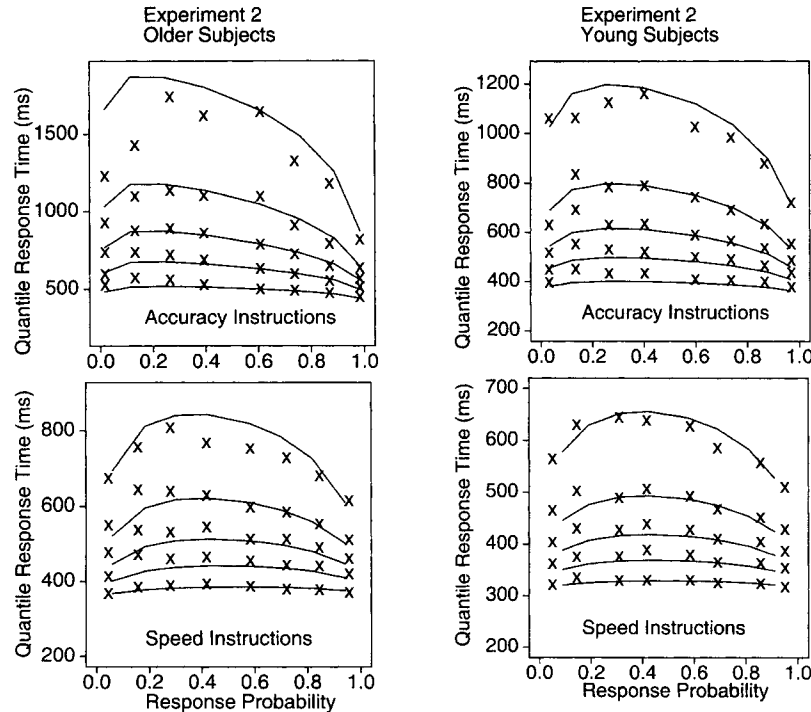 Experiment 2
Older Subjects
Quantile Response Time (ms)
1500
1000
500
Accuracy Instructions
0.0 0.2 0.4 0.6 0.8 1.0
Experiment 2
Young Subjects
Quantile Response Time (ms)
1200
1000
800
600
400
200
Accuracy Instructions
0.0 0.2 0.4 0.6 0.8 1.0
Quantile Response Time (ms)
800
600
400
200
Speed Instructions
0.0 0.2 0.4 0.6 0.8 1.0
Response Probability
Quantile Response Time (ms)
700
600
500
400
300
200
Speed Instructions
0.0 0.2 0.4 0.6 0.8 1.0
Response Probability